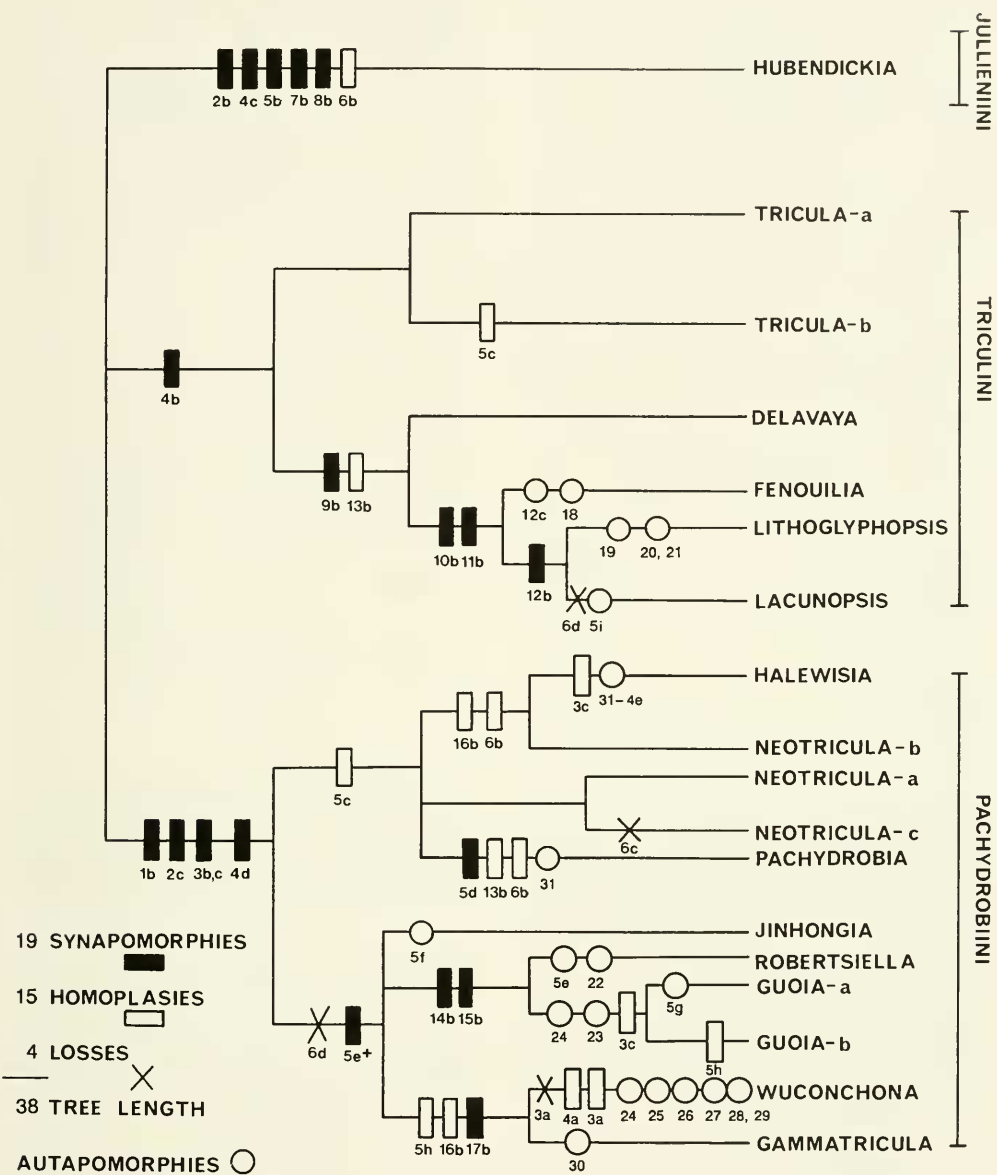 HUBENDICKIA
2b 4c 5b 7b 8b 6b
JULLIENIINI
TRICULA-a
TRICULA-b
5c
4b
TRICULINI
DELAVAYA
9b 13b
FENOUILIA
12c 18
LITHOGLYPHOPSIS
10b 11b
19 20, 21
12b
LACUNOPSIS
6d 5i
HALEWISIA
3c 31-4e
16b 6b
NEOTRICULA-b
5c
NEOTRICULA-a
NEOTRICULA-c
6c
PACHYDROBIA
5d 13b 6b 31
1b 2c 3b,c 4d
PACHYDROBIINI
JINHONGIA
5f
ROBERTSIELLA
5e 22
14b 15b
GUOIA-a
5g
24 23 3c
GUOIA-b
5h
6d 5e+
WUCONCHONA
3a 4a 3a 24 25 26 27 28, 29
5h 16b 17b
GAMMATRICULA
30
19 SYNAPOMORPHIES
15 HOMOPLASIES
4 LOSSES
38 TREE LENGTH
AUTAPOMORPHIES